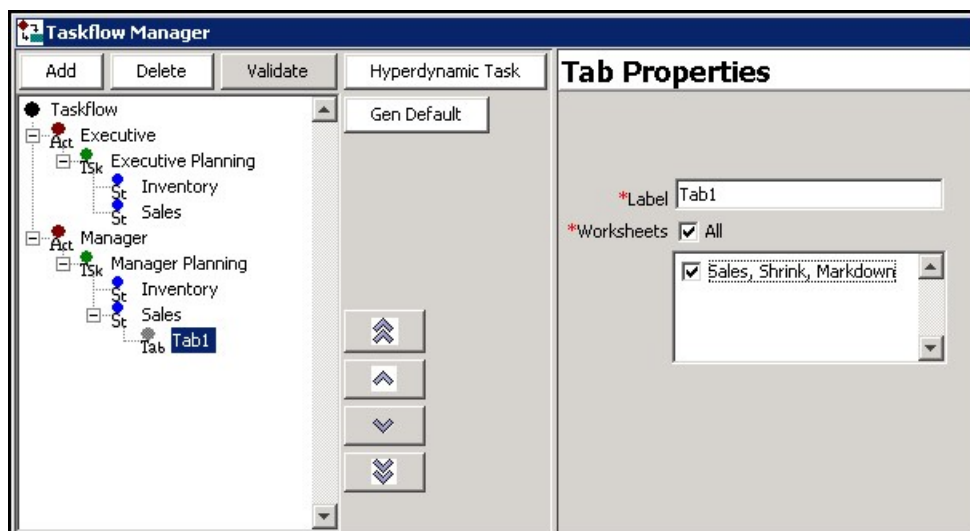 Taskflow Manager
Add Delete Validate Hyperdynamic Task
Gen Default
Taskflow
Act Executive
Tsk Executive Planning
St Inventory
St Sales
Act Manager
Tsk Manager Planning
St Inventory
St Sales
Tab Tab1
Tab Properties
*Label Tab1
*Worksheets All
Sales, Shrink, Markdown